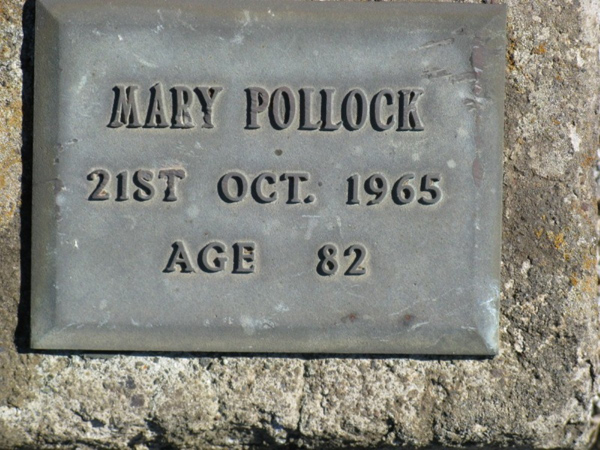 MARY POLLOCK
21ST OCT. 1965
AGE 82